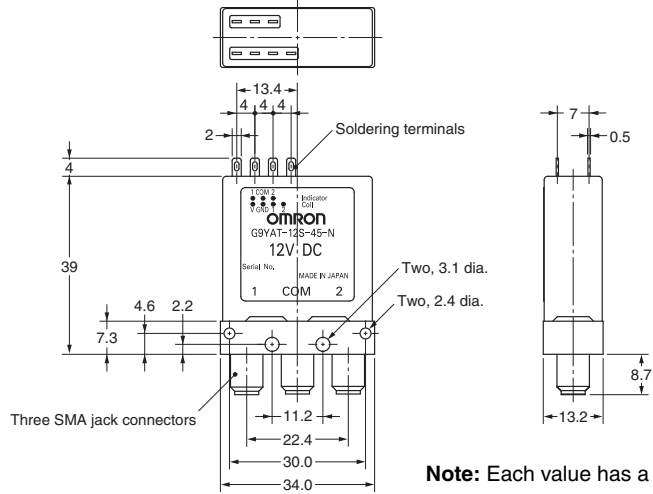 13.4
4 4 4
2
Soldering terminals
7
0.5
4
1 COM 2
Indicator
Coil
V GND 1 2
OMRON
G9YAT-12S-45-N
12V DC
Serial No.
MADE IN JAPAN
1 COM 2
39
Two, 3.1 dia.
Two, 2.4 dia.
4.6
2.2
7.3
8.7
Three SMA jack connectors
11.2
13.2
22.4
30.0
34.0
Note: Each value has a